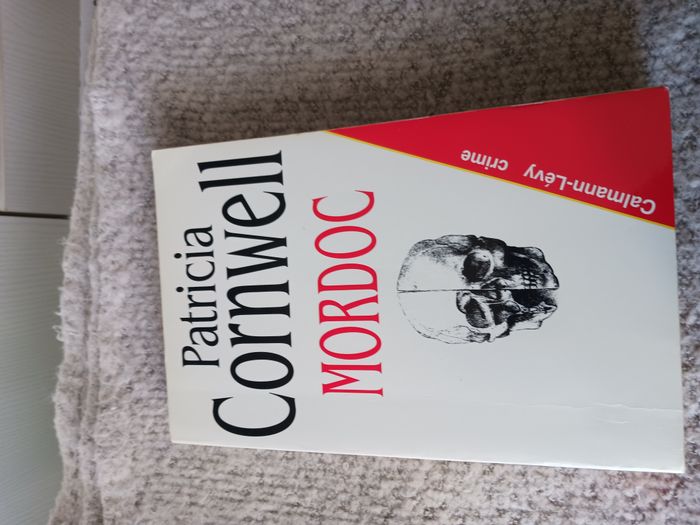 Patricia
Cornwell
MORDOC
Calmann-Lévy
crime